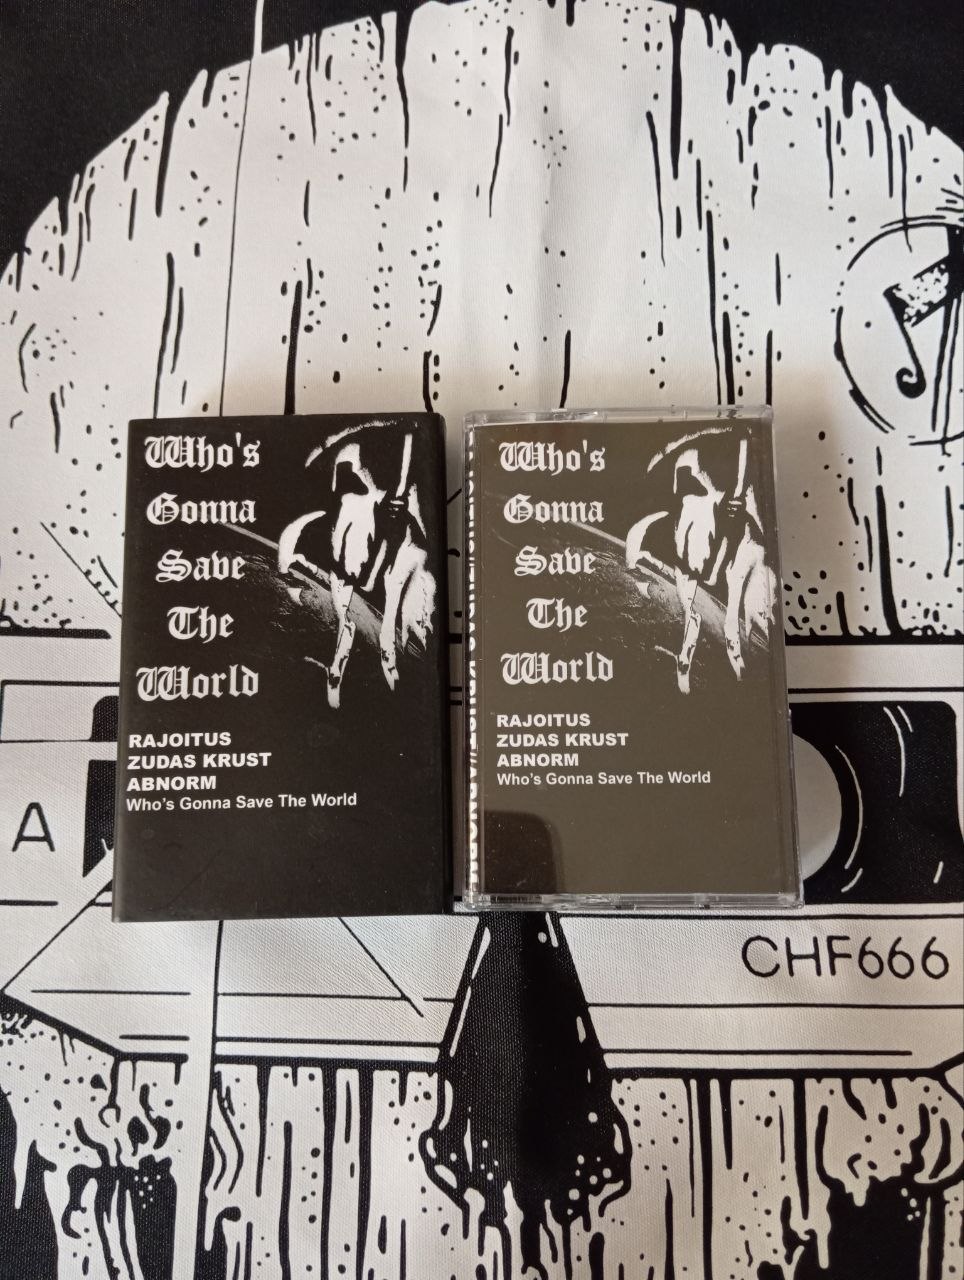 Who's
Gonna
Save
The
World
RAJOITUS
ZUDAS KRUST
ABNORM
Who's Gonna Save The World
Who's
Gonna
Save
The
World
RAJOITUS
ZUDAS KRUST
ABNORM
Who's Gonna Save The World
A
CHF666